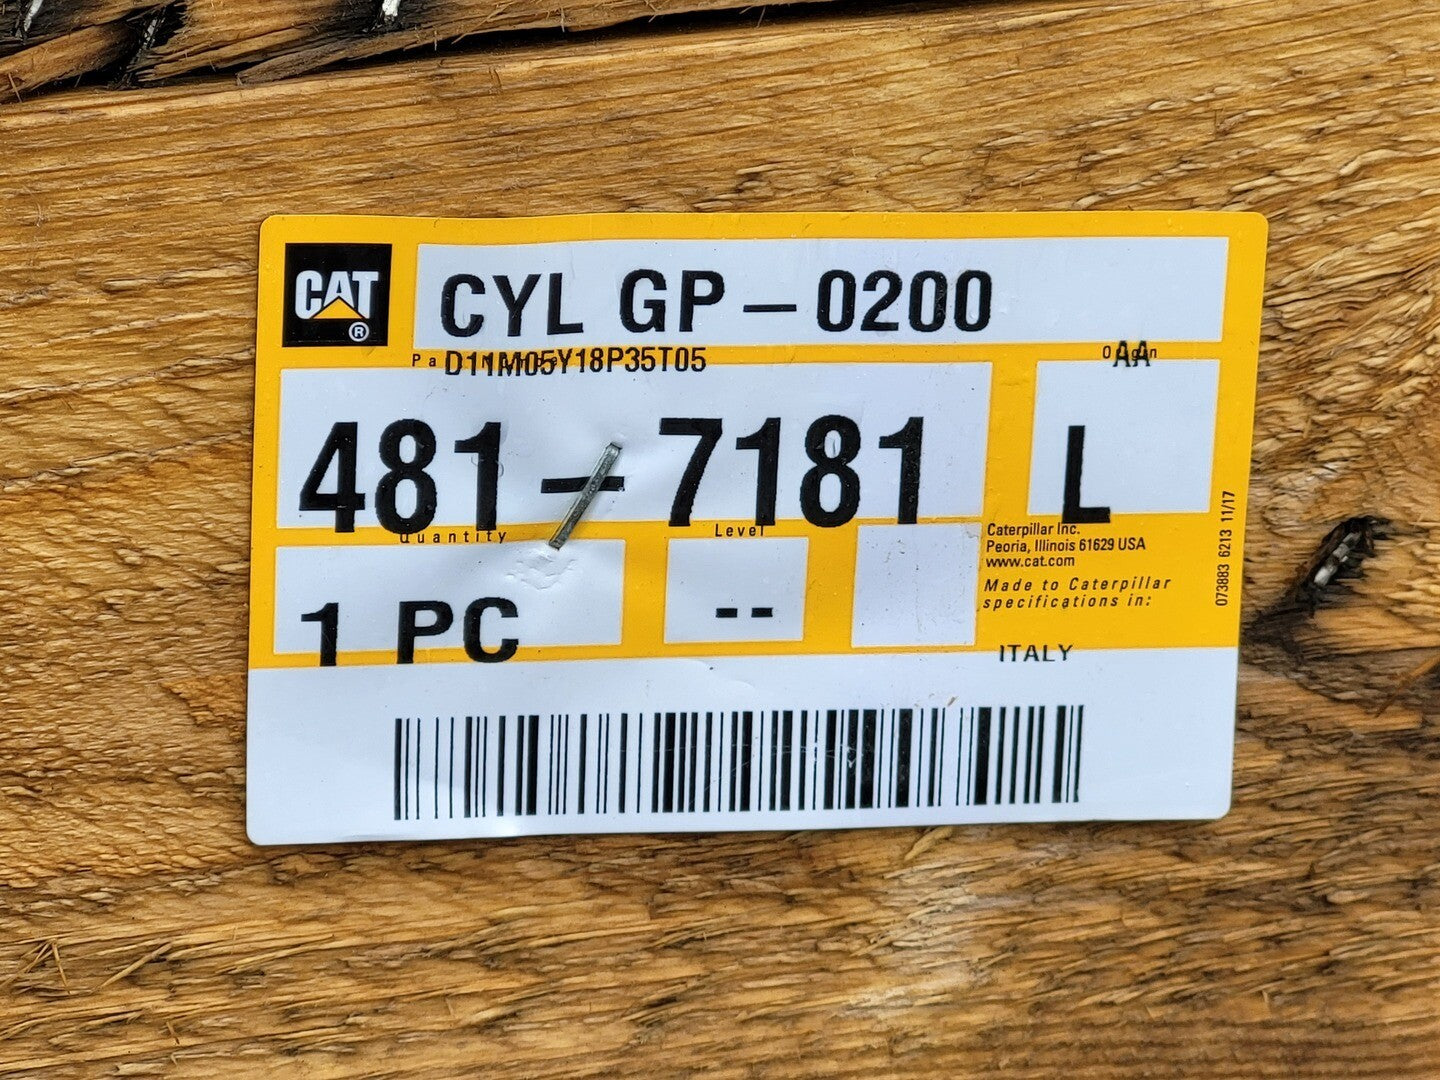 CAT ®
CYL GP-0200
D11M05Y18P35T05
AA
481-7181
L
Quantity
Level
1 PC
--
Caterpillar Inc.
Peoria, Illinois 61629 USA
www.cat.com
Made to Caterpillar
specifications in:
ITALY
073883 6213 11/17